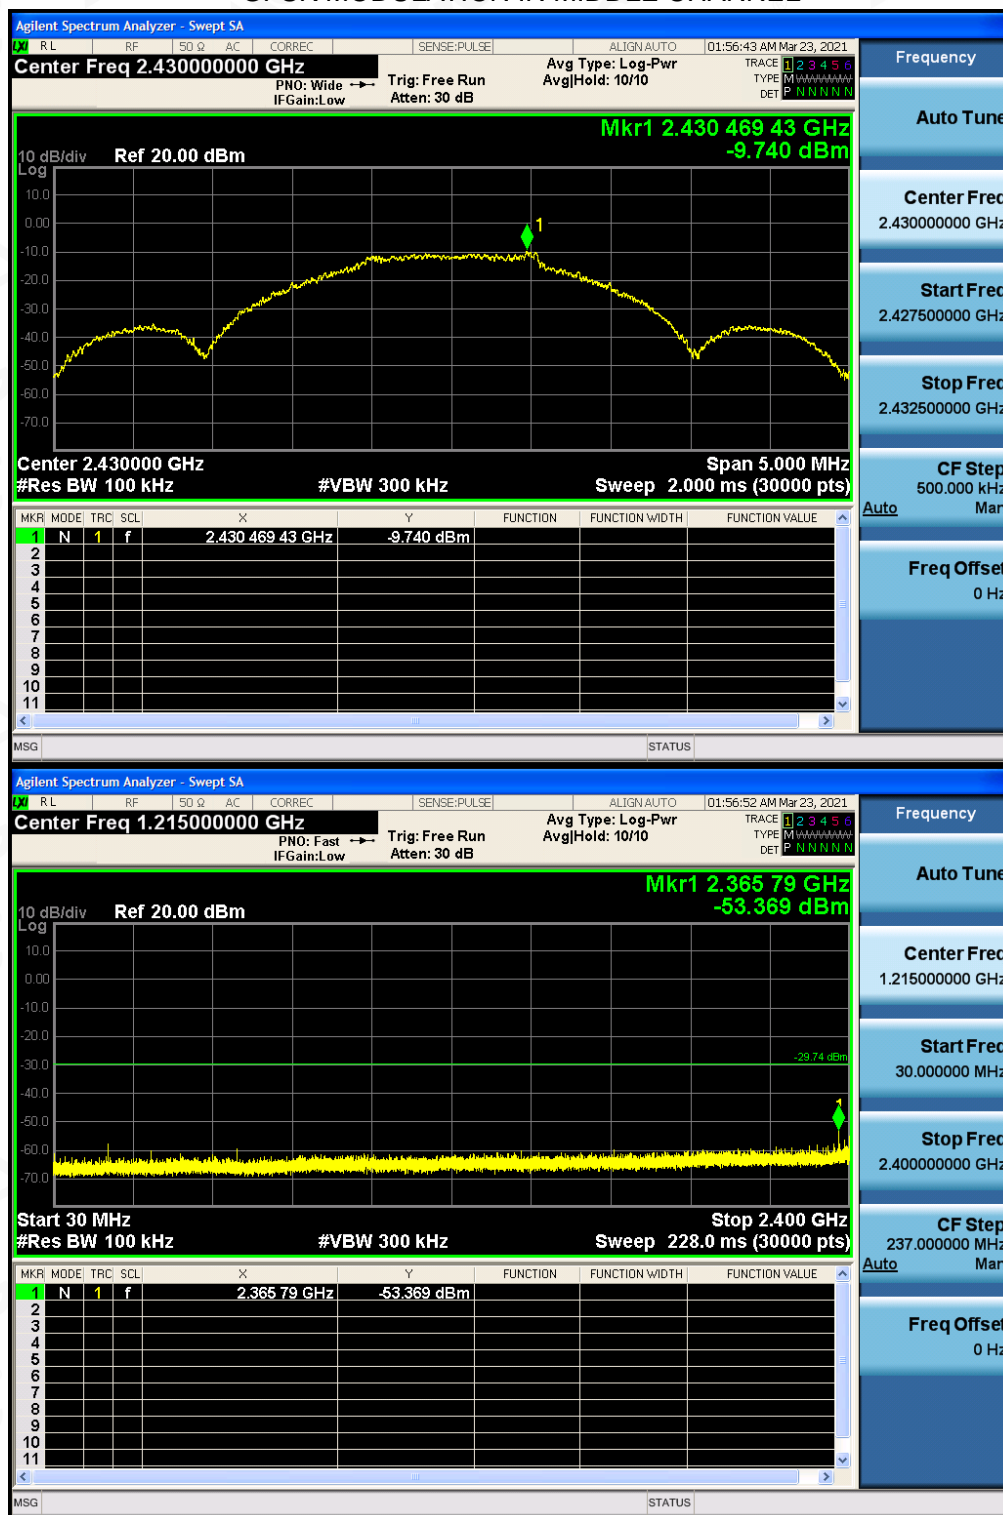 Agilent Spectrum Analyzer - Swept SA
LXI RL RF 50 Ω AC CORREC SENSE:PULSE ALIGN AUTO 01:56:43 AM Mar 23, 2021
Center Freq 2.430000000 GHz
PNO: Wide
IFGain:Low
Trig: Free Run
Atten: 30 dB
Avg Type: Log-Pwr
Avg|Hold: 10/10
TRACE 1 2 3 4 5 6
TYPE M
DET P N N N N N
Mkr1 2.430 469 43 GHz
-9.740 dBm
10 dB/div Ref 20.00 dBm
Log
10.0
0.00
-10.0
-20.0
-30.0
-40.0
-50.0
-60.0
-70.0
1
Center 2.430000 GHz Span 5.000 MHz
#Res BW 100 kHz #VBW 300 kHz Sweep 2.000 ms (30000 pts)
MKR MODE TRC SCL X Y FUNCTION FUNCTION WIDTH FUNCTION VALUE
1 N 1 f 2.430 469 43 GHz -9.740 dBm
2
3
4
5
6
7
8
9
10
11
MSG STATUS
Frequency
Auto Tune
Center Freq
2.430000000 GHz
Start Freq
2.427500000 GHz
Stop Freq
2.432500000 GHz
CF Step
500.000 kHz
Auto Man
Freq Offset
0 Hz
Agilent Spectrum Analyzer - Swept SA
LXI RL RF 50 Ω AC CORREC SENSE:PULSE ALIGN AUTO 01:56:52 AM Mar 23, 2021
Center Freq 1.215000000 GHz
PNO: Fast
IFGain:Low
Trig: Free Run
Atten: 30 dB
Avg Type: Log-Pwr
Avg|Hold: 10/10
TRACE 1 2 3 4 5 6
TYPE M
DET P N N N N N
Mkr1 2.365 79 GHz
-53.369 dBm
10 dB/div Ref 20.00 dBm
Log
10.0
0.00
-10.0
-20.0
-30.0
-40.0
-50.0
-60.0
-70.0
-29.74 dBm
1
Start 30 MHz Stop 2.400 GHz
#Res BW 100 kHz #VBW 300 kHz Sweep 228.0 ms (30000 pts)
MKR MODE TRC SCL X Y FUNCTION FUNCTION WIDTH FUNCTION VALUE
1 N 1 f 2.365 79 GHz -53.369 dBm
2
3
4
5
6
7
8
9
10
11
MSG STATUS
Frequency
Auto Tune
Center Freq
1.215000000 GHz
Start Freq
30.000000 MHz
Stop Freq
2.400000000 GHz
CF Step
237.000000 MHz
Auto Man
Freq Offset
0 Hz